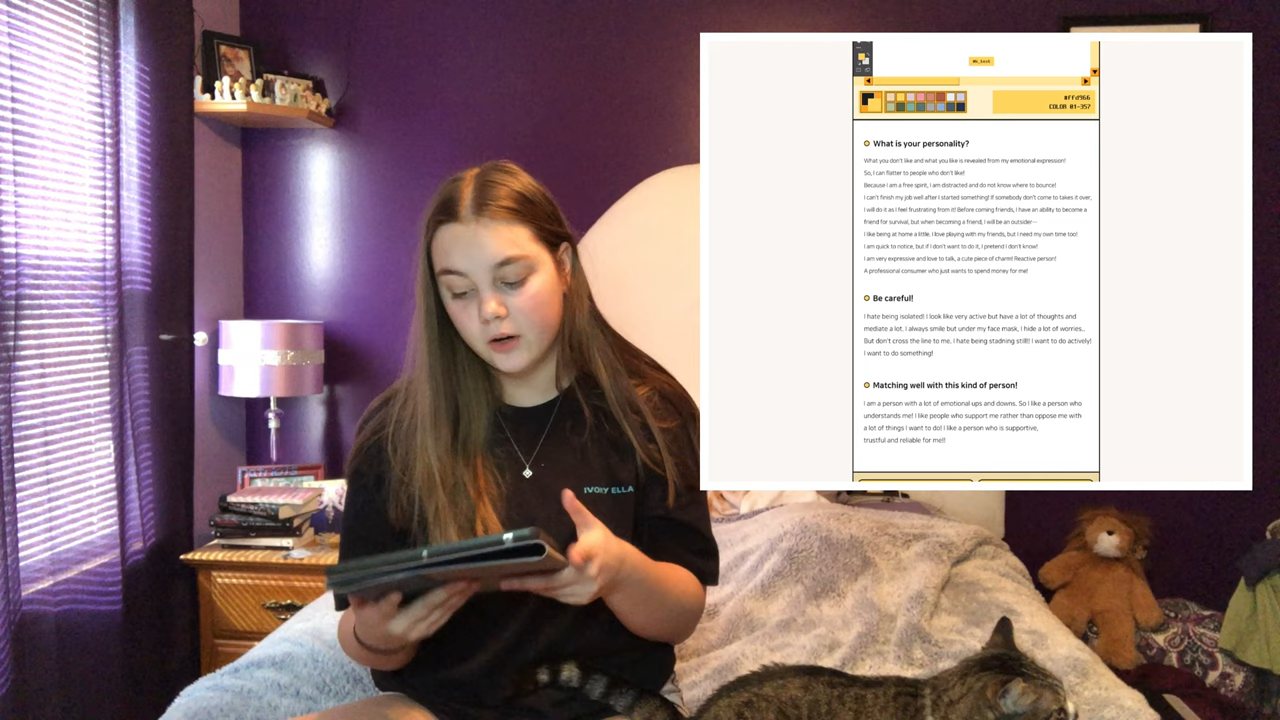 #k_test
#ffd966
COLOR 01-357
What is your personality?
What you don't like and what you like is revealed from my emotional expression!
So, I can flatter to people who don't like!
Because I am a free spirit, I am distracted and do not know where to bounce!
I can't finish my job well after I started something! If somebody don't come to takes it over,
I will do it as I feel frustrating from it! Before coming friends, I have an ability to become a
friend for survival, but when becoming a friend, I will be an outsider—
I like being at home a little. I love playing with my friends, but I need my own time too!
I am quick to notice, but if I don't want to do it, I pretend I don't know!
I am very expressive and love to talk, a cute piece of charm! Reactive person!
A professional consumer who just wants to spend money for me!
Be careful!
I hate being isolated! I look like very active but have a lot of thoughts and
mediate a lot. I always smile but under my face mask, I hide a lot of worries..
But don't cross the line to me. I hate being stadning still!! I want to do actively!
I want to do something!
Matching well with this kind of person!
I am a person with a lot of emotional ups and downs. So I like a person who
understands me! I like people who support me rather than oppose me with
a lot of things I want to do! I like a person who is supportive,
trustful and reliable for me!!
IVORY ELLA